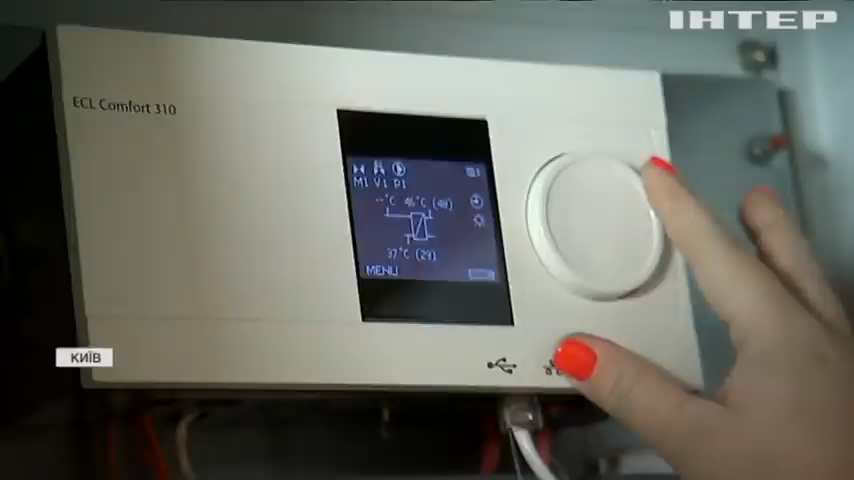 ІНТЕР
ECL Comfort 310
M1 V1 P1
--°C 46°C (48)
37°C (29)
MENU
КИЇВ